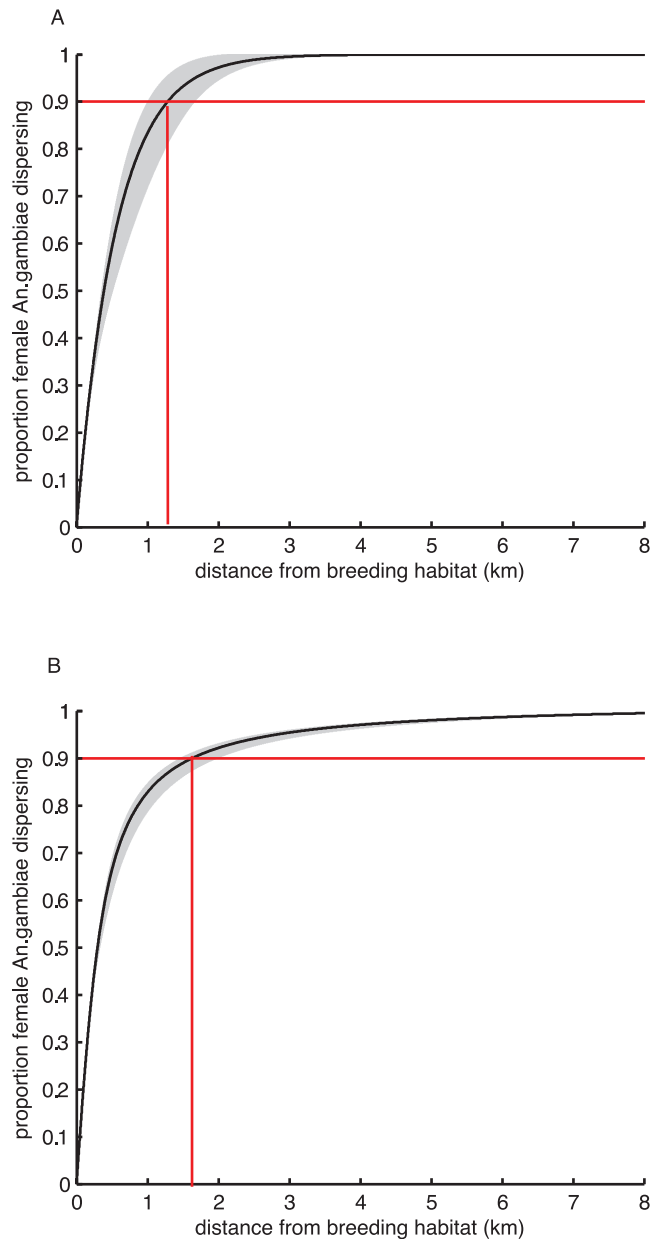 A
1
0.9
0.8
0.7
0.6
0.5
0.4
0.3
0.2
0.1
0
proportion female An.gambiae dispersing
0 1 2 3 4 5 6 7 8
distance from breeding habitat (km)
B
1
0.9
0.8
0.7
0.6
0.5
0.4
0.3
0.2
0.1
0
proportion female An.gambiae dispersing
0 1 2 3 4 5 6 7 8
distance from breeding habitat (km)